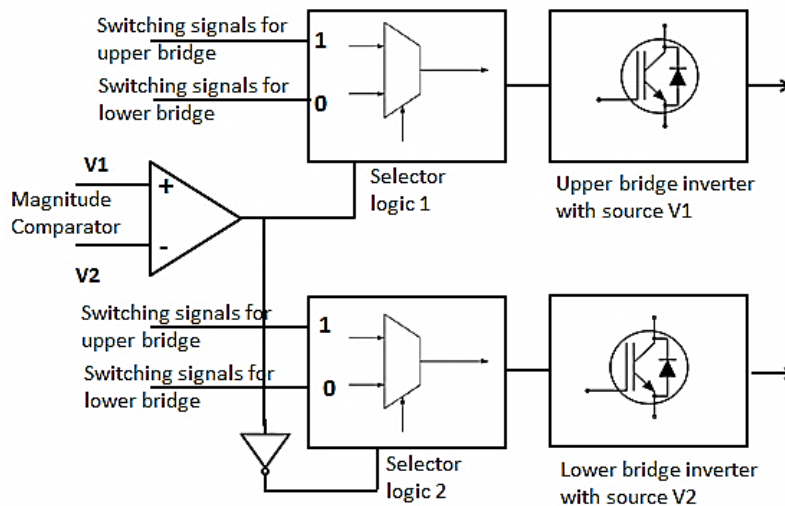 Switching signals for
upper bridge
1
Switching signals for
lower bridge
0
Selector
logic 1
Upper bridge inverter
with source V1
V1
+
Magnitude
Comparator
-
V2
Switching signals for
upper bridge
1
Switching signals for
lower bridge
0
Selector
logic 2
Lower bridge inverter
with source V2